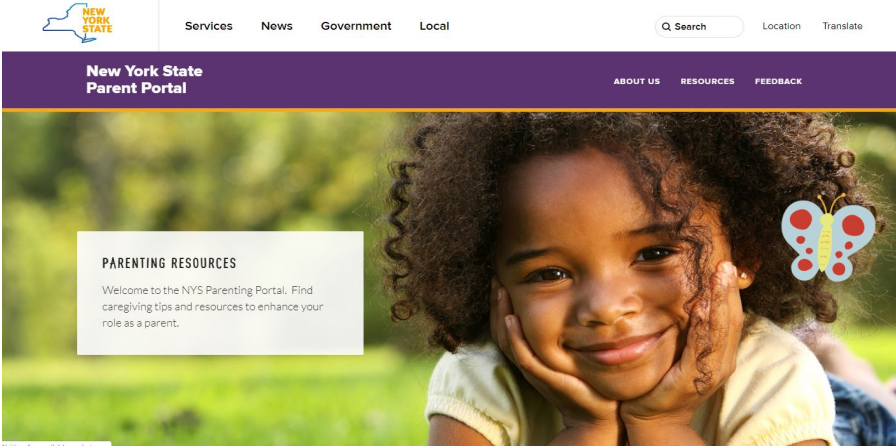 NEW
YORK
STATE
Services News Government Local
Search
Location Translate
New York State
Parent Portal
ABOUT US RESOURCES FEEDBACK
PARENTING RESOURCES
Welcome to the NYS Parenting Portal. Find
caregiving tips and resources to enhance your
role as a parent.